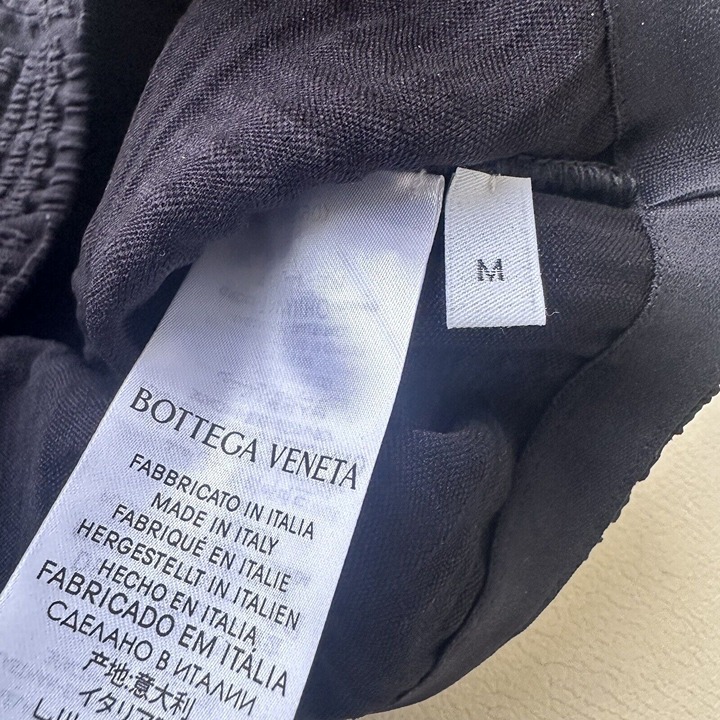 M
BOTTEGA VENETA
FABBRICATO IN ITALIA
MADE IN ITALY
FABRIQUÉ EN ITALIE
HERGESTELLT IN ITALIEN
HECHO EN ITALIA
FABRICADO EM ITÁLIA
СДЕЛАНО В ИТАЛИИ
产地:意大利
イタリア